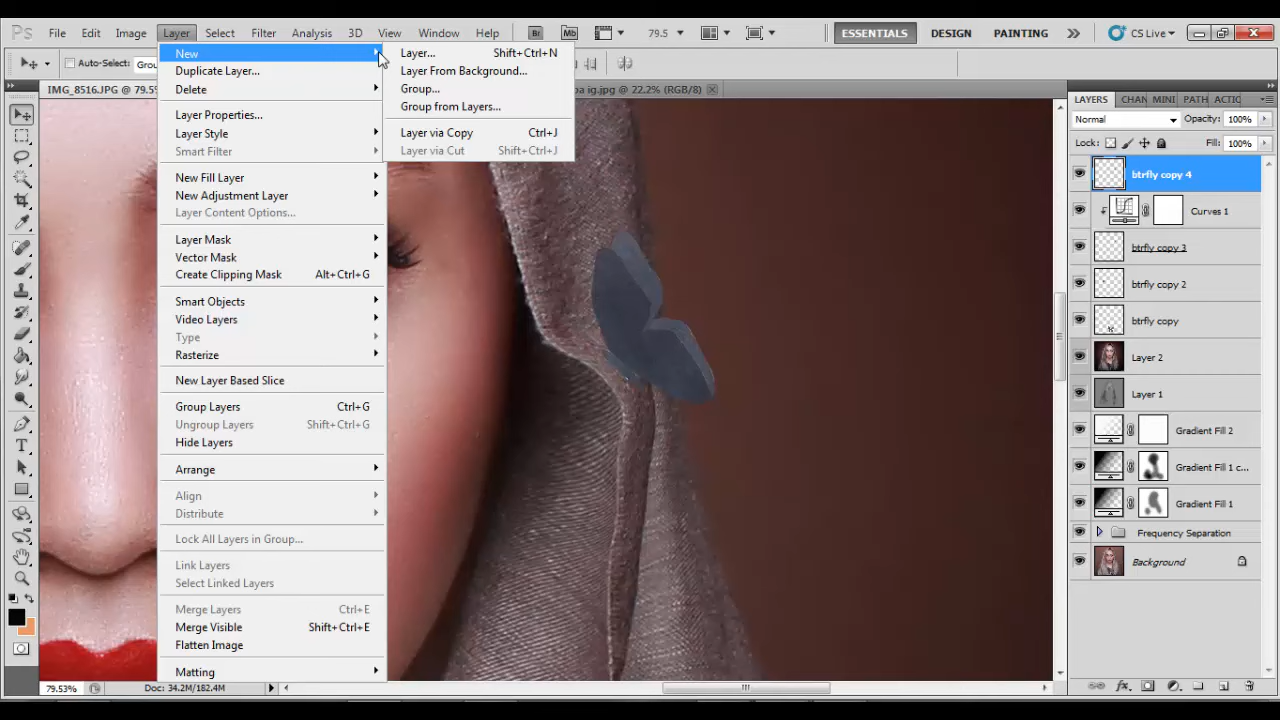 Ps File Edit Image Layer Select Filter Analysis 3D View Window Help Br Mb 79.5 ESSENTIALS DESIGN PAINTING CS Live
Auto-Select: Grou
IMG_8516.JPG @ 79.5% ba ig.jpg @ 22.2% (RGB/8)
New
Duplicate Layer...
Delete
Layer Properties...
Layer Style
Smart Filter
New Fill Layer
New Adjustment Layer
Layer Content Options...
Layer Mask
Vector Mask
Create Clipping Mask Alt+Ctrl+G
Smart Objects
Video Layers
Type
Rasterize
New Layer Based Slice
Group Layers Ctrl+G
Ungroup Layers Shift+Ctrl+G
Hide Layers
Arrange
Align
Distribute
Lock All Layers in Group...
Link Layers
Select Linked Layers
Merge Layers Ctrl+E
Merge Visible Shift+Ctrl+E
Flatten Image
Matting
Layer... Shift+Ctrl+N
Layer From Background...
Group...
Group from Layers...
Layer via Copy Ctrl+J
Layer via Cut Shift+Ctrl+J
LAYERS CHAN MINI PATH ACTIC
Normal Opacity: 100%
Lock: Fill: 100%
btrfly copy 4
Curves 1
btrfly copy 3
btrfly copy 2
btrfly copy
Layer 2
Layer 1
Gradient Fill 2
Gradient Fill 1 c...
Gradient Fill 1
Frequency Separation
Background
79.53% Doc: 34.2M/182.4M